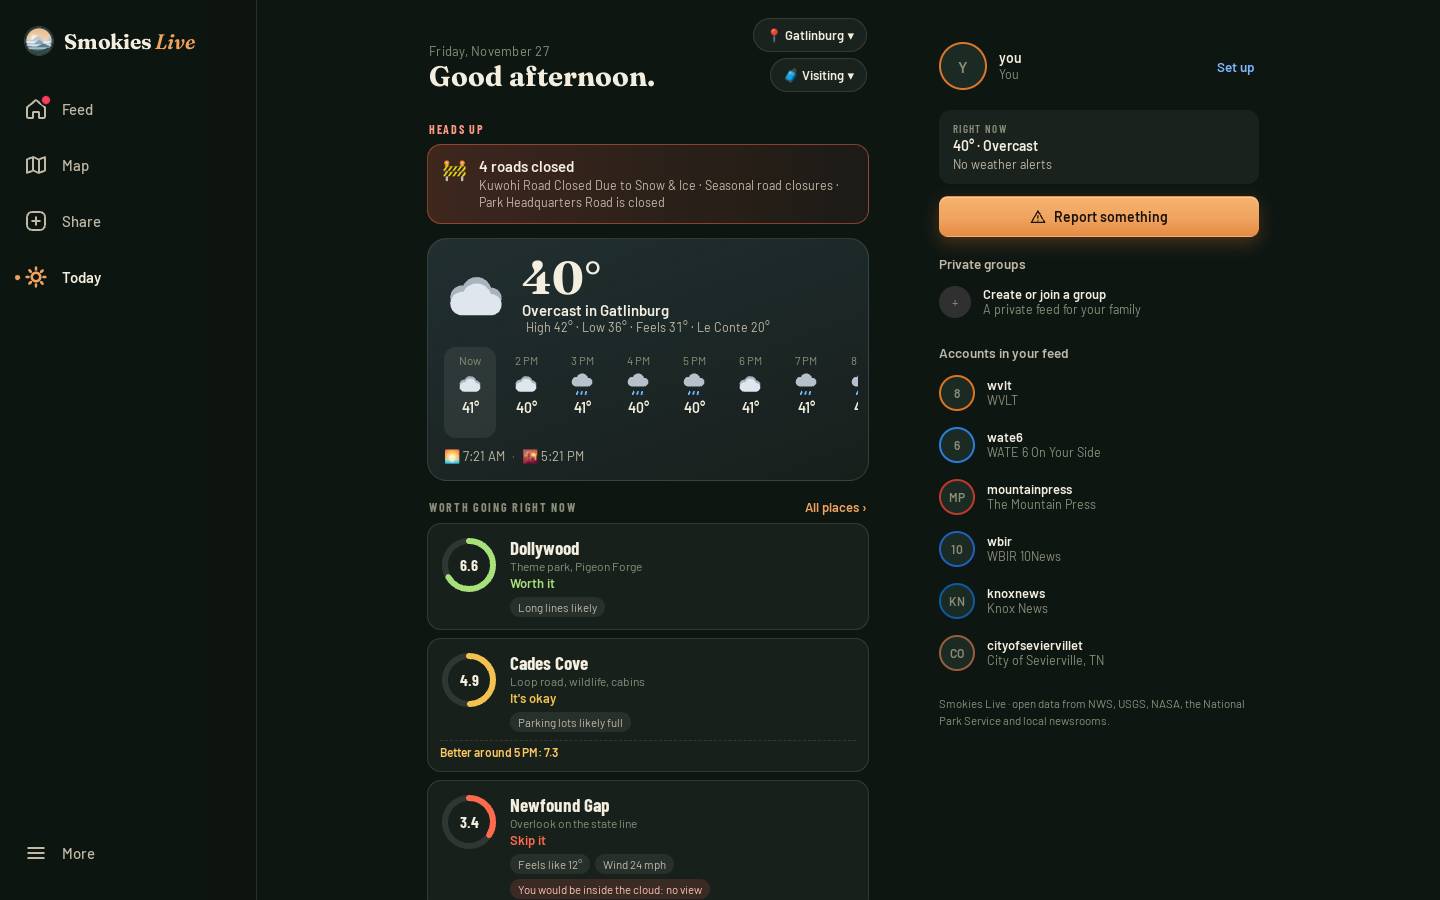 Smokies Live
Feed
Map
Share
Today
More
Friday, November 27
Good afternoon.
📍 Gatlinburg ▾
🧳 Visiting ▾
HEADS UP
4 roads closed
Kuwohi Road Closed Due to Snow & Ice · Seasonal road closures ·
Park Headquarters Road is closed
40°
Overcast in Gatlinburg
High 42° · Low 36° · Feels 31° · Le Conte 20°
Now 2 PM 3 PM 4 PM 5 PM 6 PM 7 PM 8
41° 40° 41° 40° 40° 41° 41° 4
🌅 7:21 AM · 🌇 5:21 PM
WORTH GOING RIGHT NOW
All places ›
6.6
Dollywood
Theme park, Pigeon Forge
Worth it
Long lines likely
4.9
Cades Cove
Loop road, wildlife, cabins
It's okay
Parking lots likely full
Better around 5 PM: 7.3
3.4
Newfound Gap
Overlook on the state line
Skip it
Feels like 12° Wind 24 mph
You would be inside the cloud: no view
Y
you
You
Set up
RIGHT NOW
40° · Overcast
No weather alerts
Report something
Private groups
+
Create or join a group
A private feed for your family
Accounts in your feed
8
wvlt
WVLT
6
wate6
WATE 6 On Your Side
MP
mountainpress
The Mountain Press
10
wbir
WBIR 10News
KN
knoxnews
Knox News
CO
cityofseviervillet
City of Sevierville, TN
Smokies Live · open data from NWS, USGS, NASA, the National
Park Service and local newsrooms.